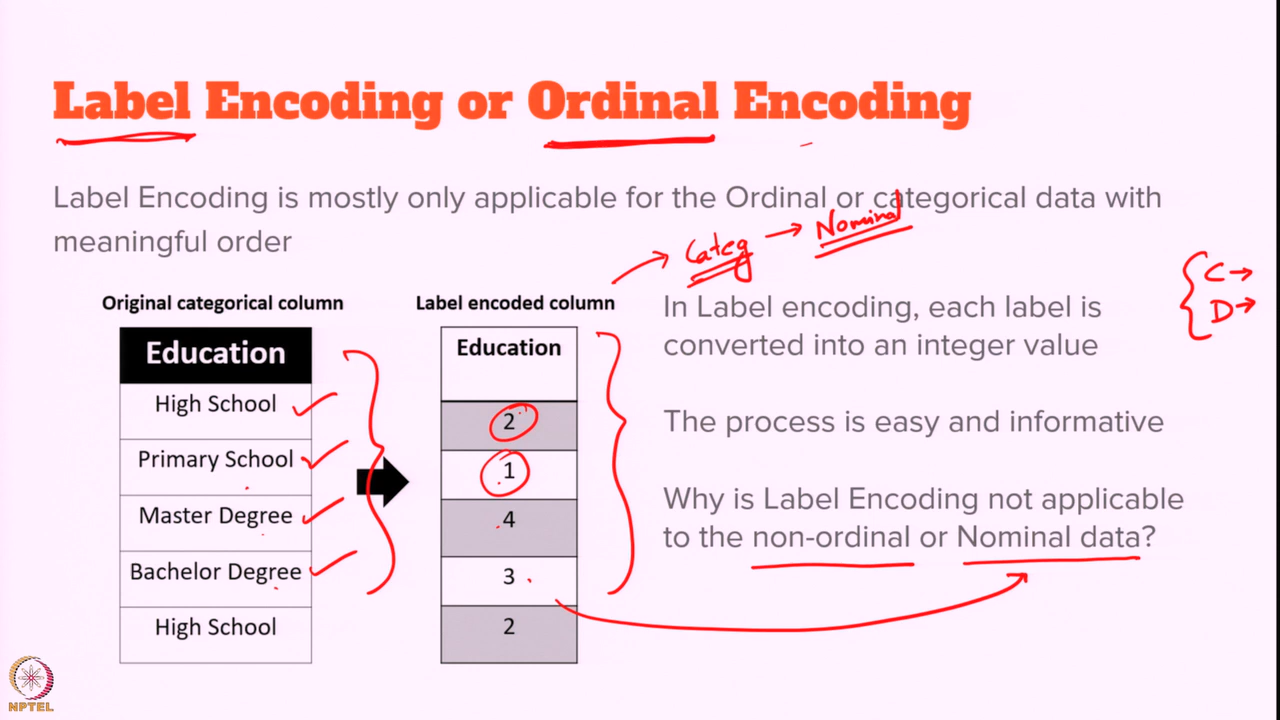 Label Encoding or Ordinal Encoding
Label Encoding is mostly only applicable for the Ordinal or categorical data with
meaningful order
Categ → Nominal
C →
D →
Original categorical column
Education
High School
Primary School
Master Degree
Bachelor Degree
High School
Label encoded column
Education
2
1
4
3
2
In Label encoding, each label is
converted into an integer value
The process is easy and informative
Why is Label Encoding not applicable
to the non-ordinal or Nominal data?
NPTEL